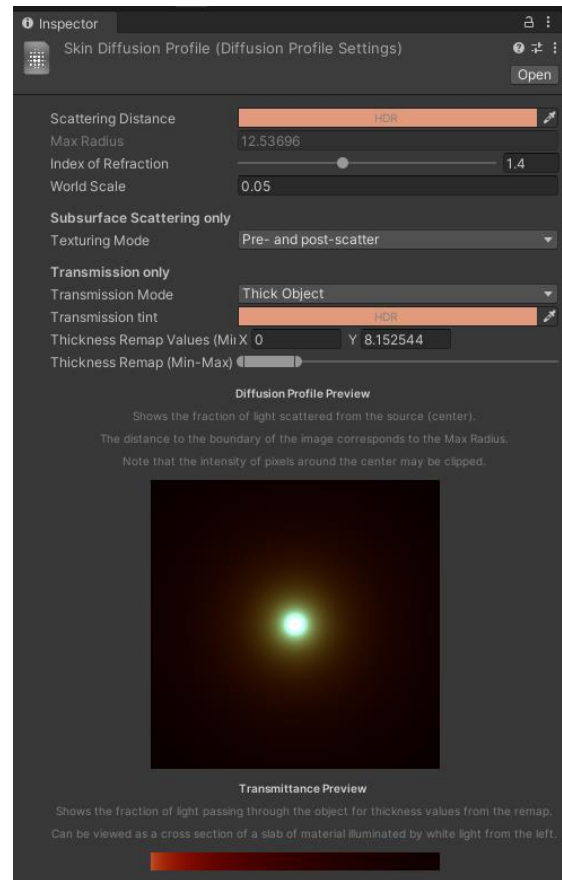 Inspector
Skin Diffusion Profile (Diffusion Profile Settings)
Open
Scattering Distance HDR
Max Radius 12.53696
Index of Refraction 1.4
World Scale 0.05
Subsurface Scattering only
Texturing Mode Pre- and post-scatter
Transmission only
Transmission Mode Thick Object
Transmission tint HDR
Thickness Remap Values (Mi X 0 Y 8.152544
Thickness Remap (Min-Max)
Diffusion Profile Preview
Shows the fraction of light scattered from the source (center).
The distance to the boundary of the image corresponds to the Max Radius.
Note that the intensity of pixels around the center may be clipped.
Transmittance Preview
Shows the fraction of light passing through the object for thickness values from the remap.
Can be viewed as a cross section of a slab of material illuminated by white light from the left.